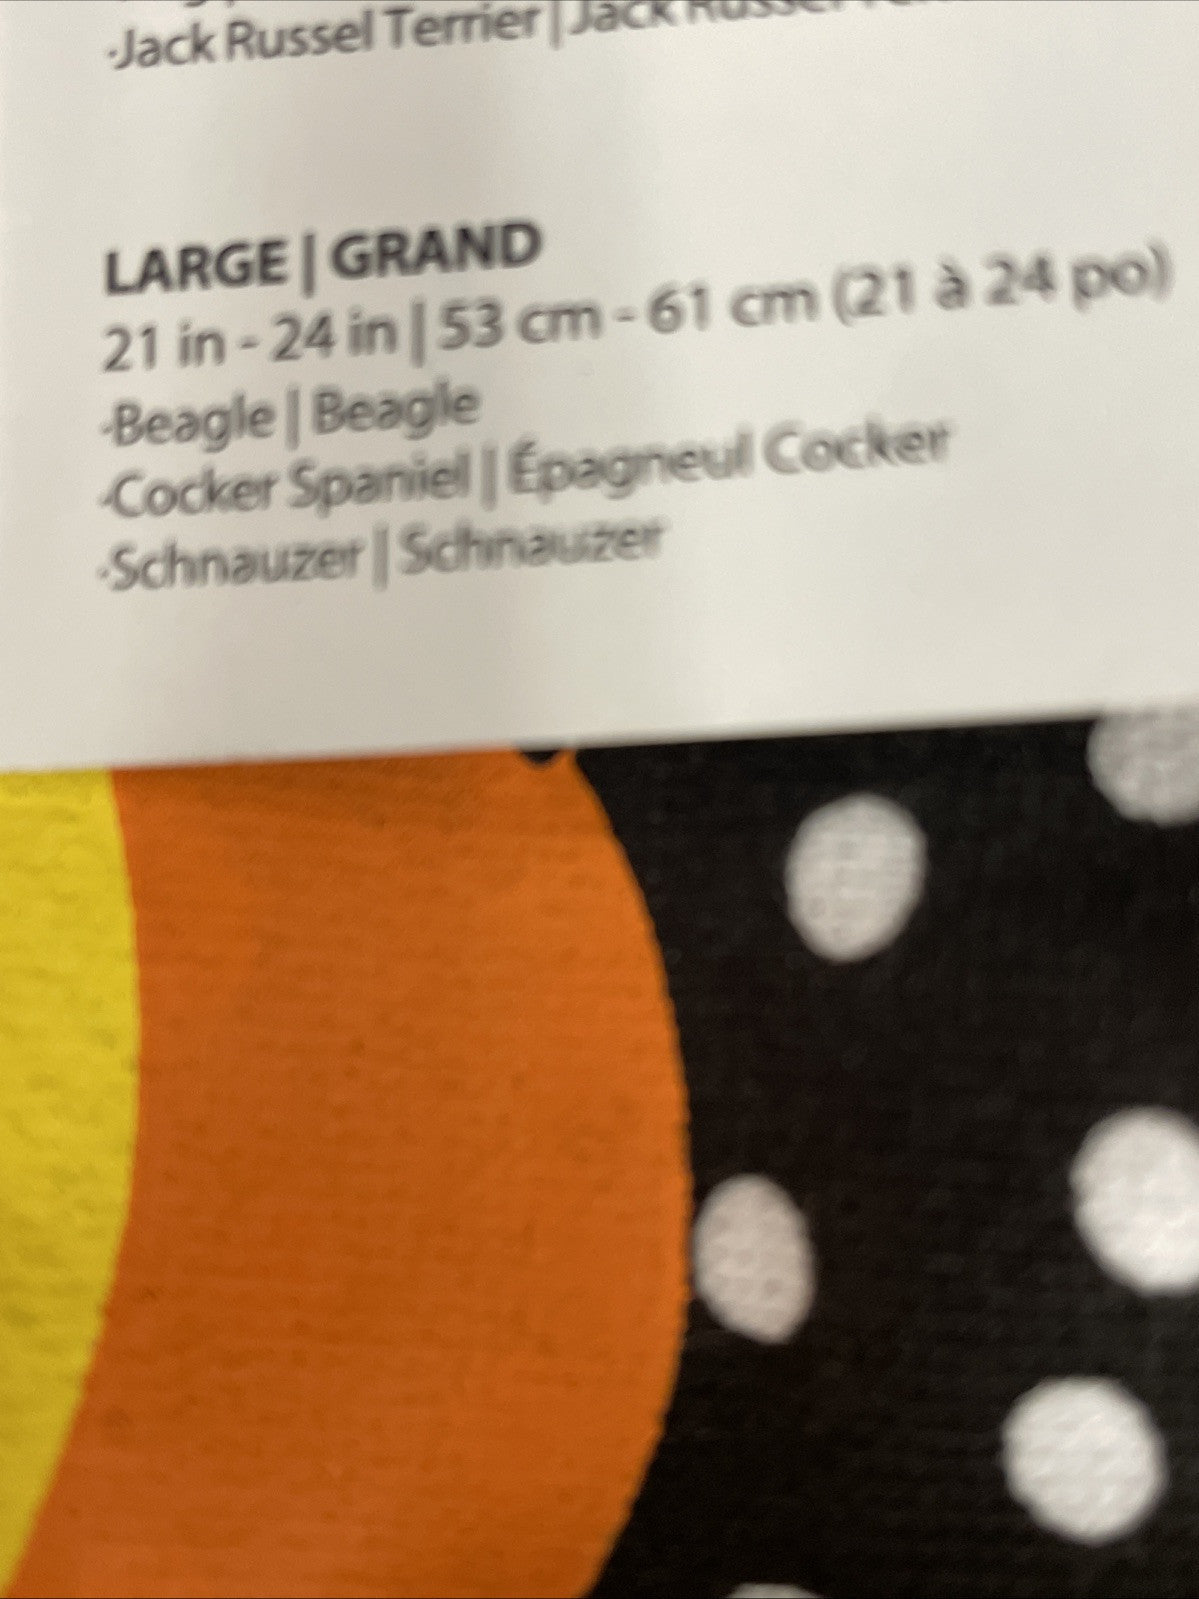 ·Jack Russel Terrier | Jack Russel
LARGE | GRAND
21 in - 24 in | 53 cm - 61 cm (21 à 24 po)
·Beagle | Beagle
·Cocker Spaniel | Épagneul Cocker
·Schnauzer | Schnauzer